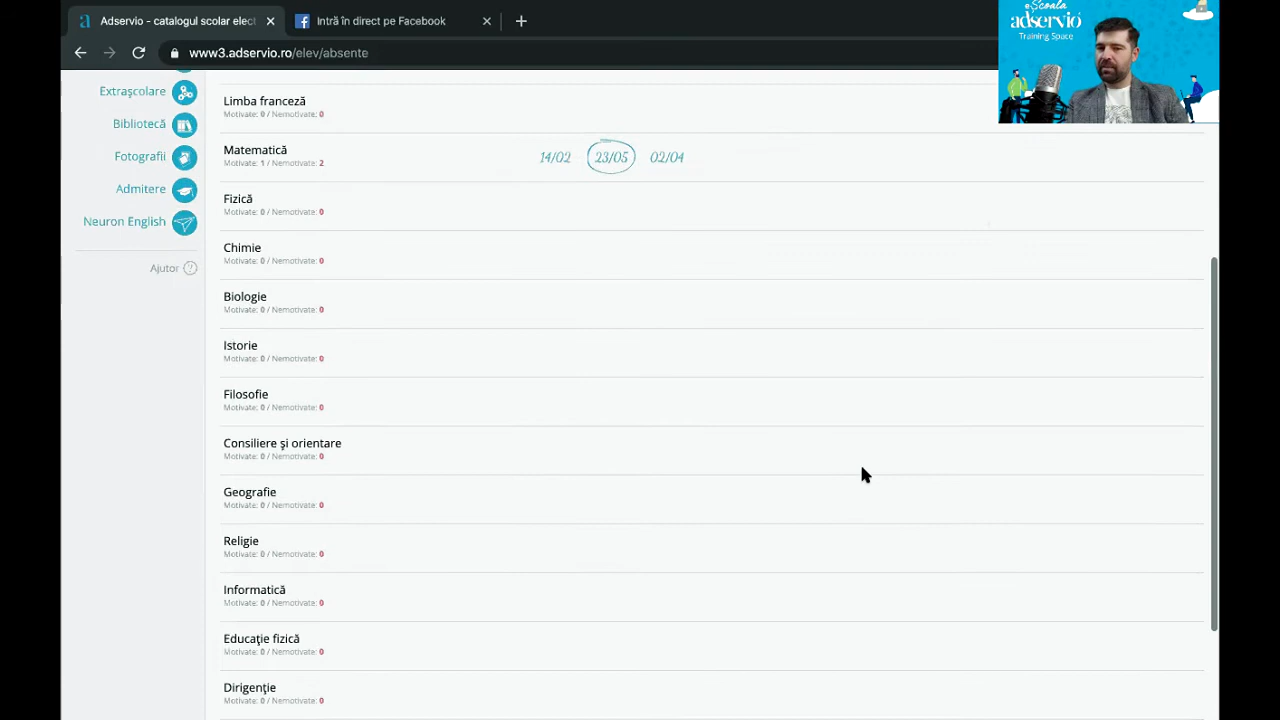 Adservio - catalogul scolar elect
Intră în direct pe Facebook
www3.adservio.ro/elev/absente
eȘcoala
adservio
Training Space
Extraşcolare
Bibliotecă
Fotografii
Admitere
Neuron English
Ajutor ?
Limba franceză
Motivate: 0 / Nemotivate: 0
Matematică
Motivate: 1 / Nemotivate: 2
14/02 23/05 02/04
Fizică
Motivate: 0 / Nemotivate: 0
Chimie
Motivate: 0 / Nemotivate: 0
Biologie
Motivate: 0 / Nemotivate: 0
Istorie
Motivate: 0 / Nemotivate: 0
Filosofie
Motivate: 0 / Nemotivate: 0
Consiliere şi orientare
Motivate: 0 / Nemotivate: 0
Geografie
Motivate: 0 / Nemotivate: 0
Religie
Motivate: 0 / Nemotivate: 0
Informatică
Motivate: 0 / Nemotivate: 0
Educaţie fizică
Motivate: 0 / Nemotivate: 0
Dirigenţie
Motivate: 0 / Nemotivate: 0